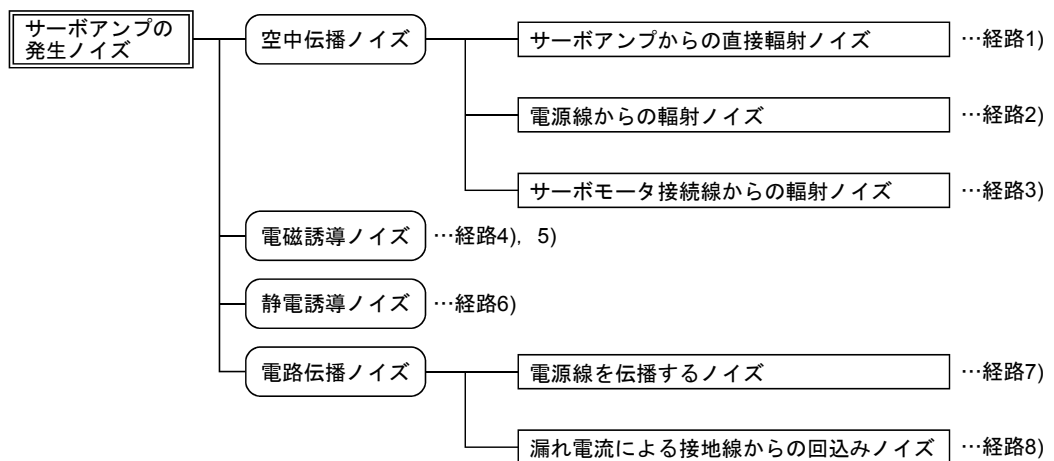 サーボアンプの
発生ノイズ
空中伝播ノイズ
サーボアンプからの直接輻射ノイズ …経路1)
電源線からの輻射ノイズ …経路2)
サーボモータ接続線からの輻射ノイズ …経路3)
電磁誘導ノイズ …経路4), 5)
静電誘導ノイズ …経路6)
電路伝播ノイズ
電源線を伝播するノイズ …経路7)
漏れ電流による接地線からの回込みノイズ …経路8)